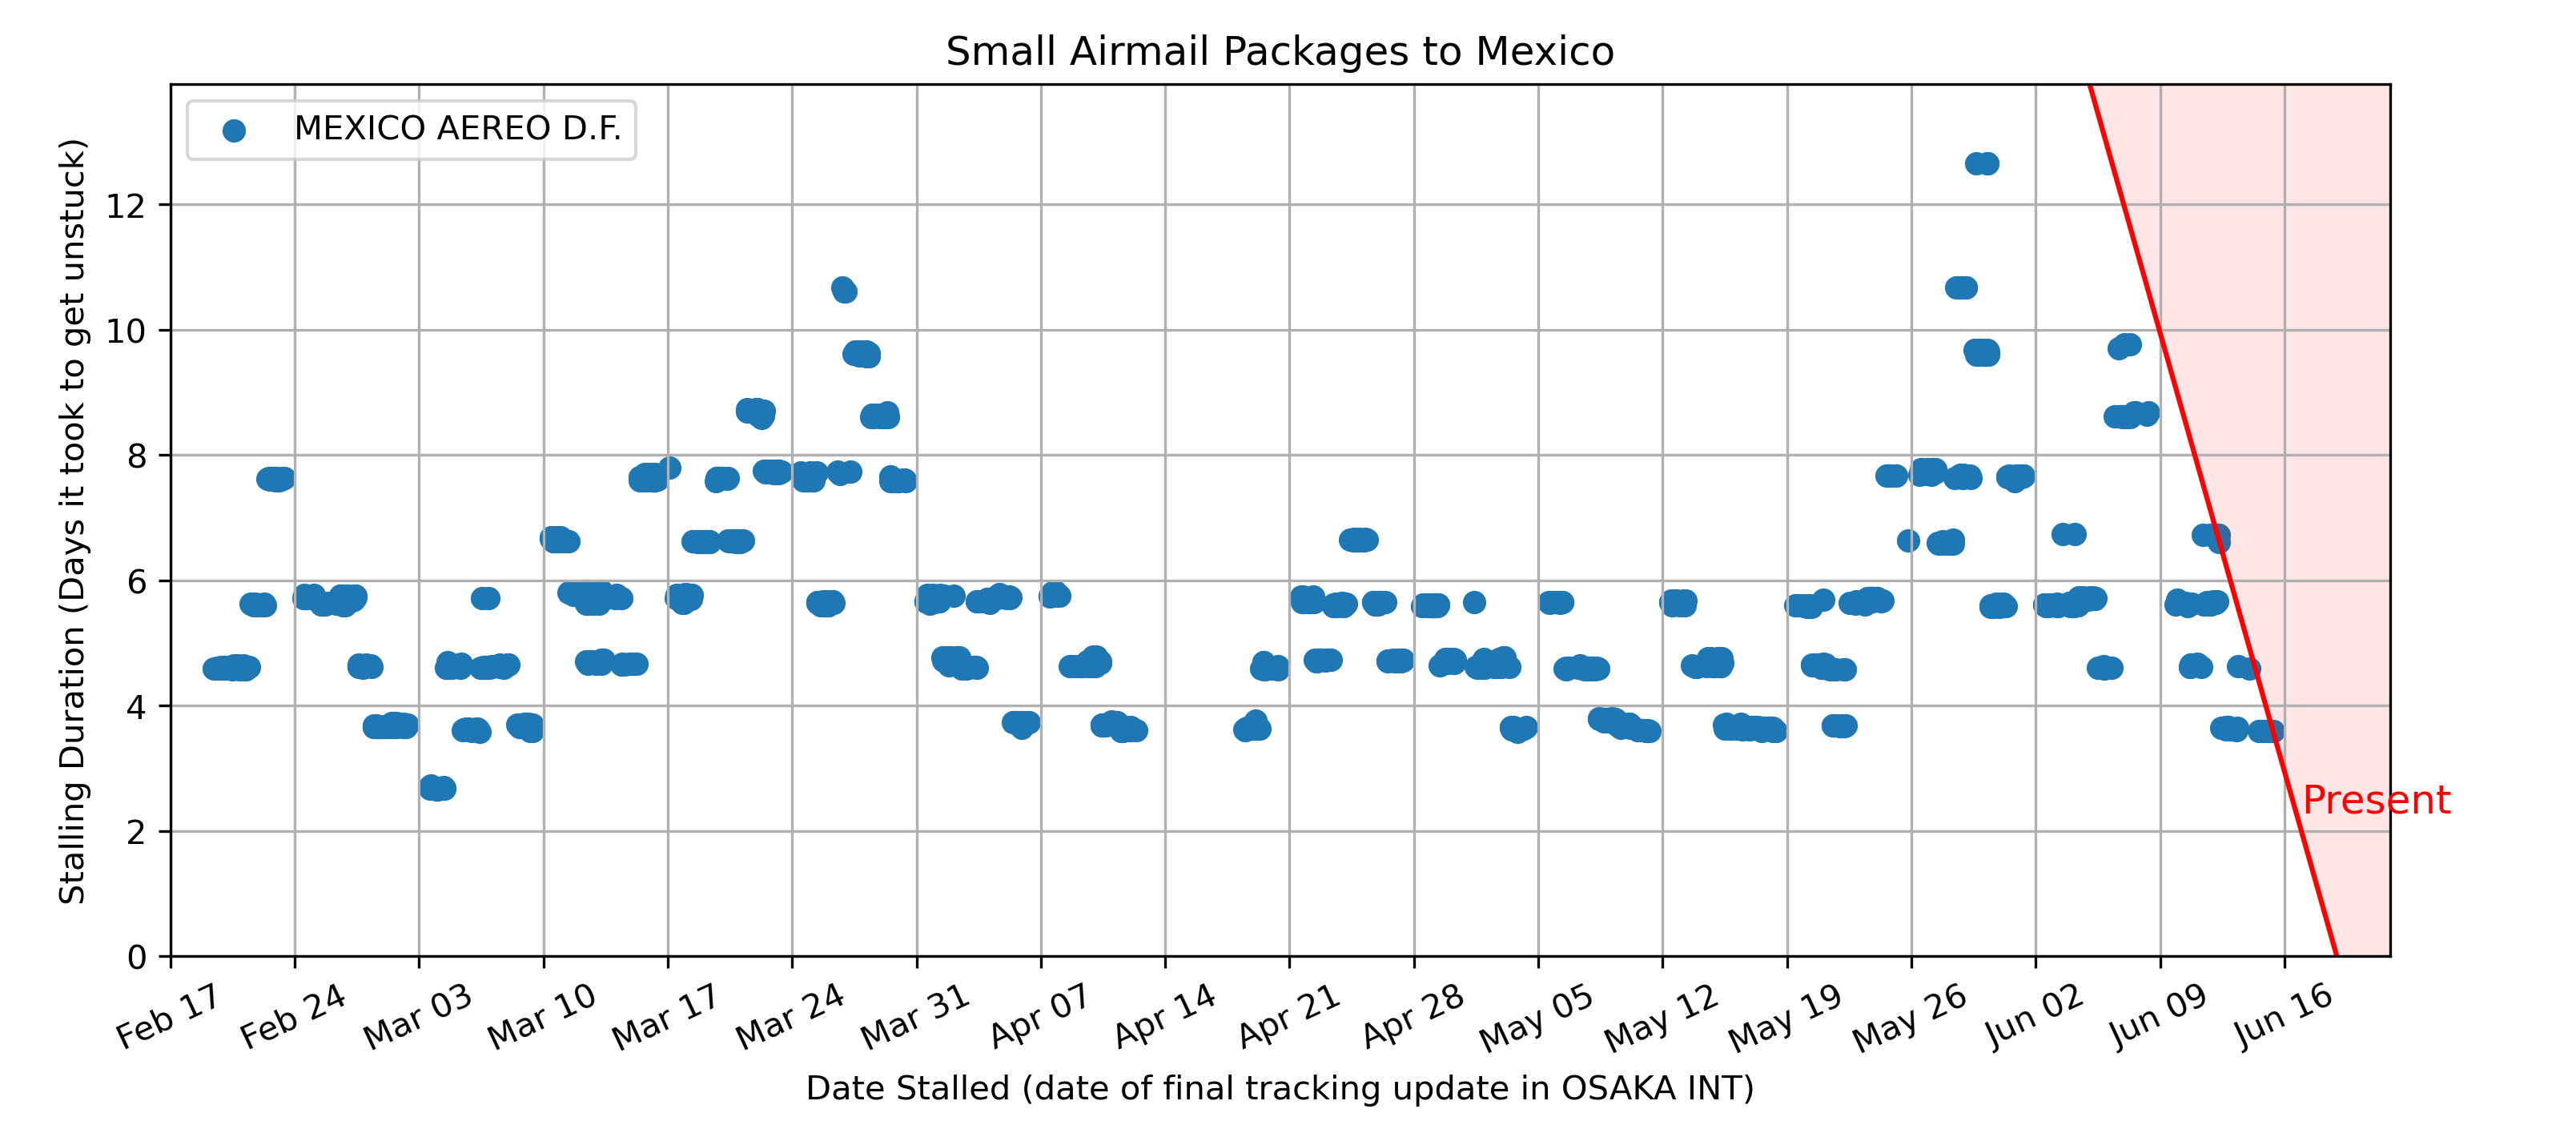 Small Airmail Packages to Mexico
MEXICO AEREO D.F.
Stalling Duration (Days it took to get unstuck)
12
10
8
6
4
2
0
Present
Feb 17
Feb 24
Mar 03
Mar 10
Mar 17
Mar 24
Mar 31
Apr 07
Apr 14
Apr 21
Apr 28
May 05
May 12
May 19
May 26
Jun 02
Jun 09
Jun 16
Date Stalled (date of final tracking update in OSAKA INT)